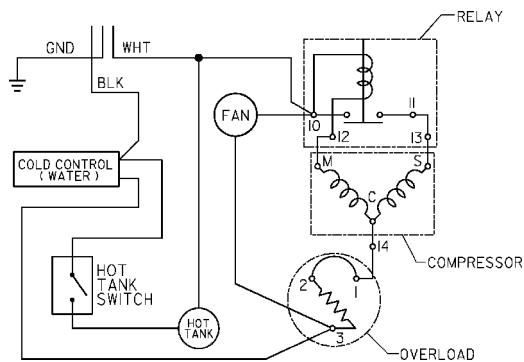 RELAY
GND
WHT
BLK
FAN
10
12
11
13
COLD CONTROL
(WATER)
M
S
C
14
COMPRESSOR
HOT
TANK
SWITCH
HOT
TANK
2
1
3
OVERLOAD